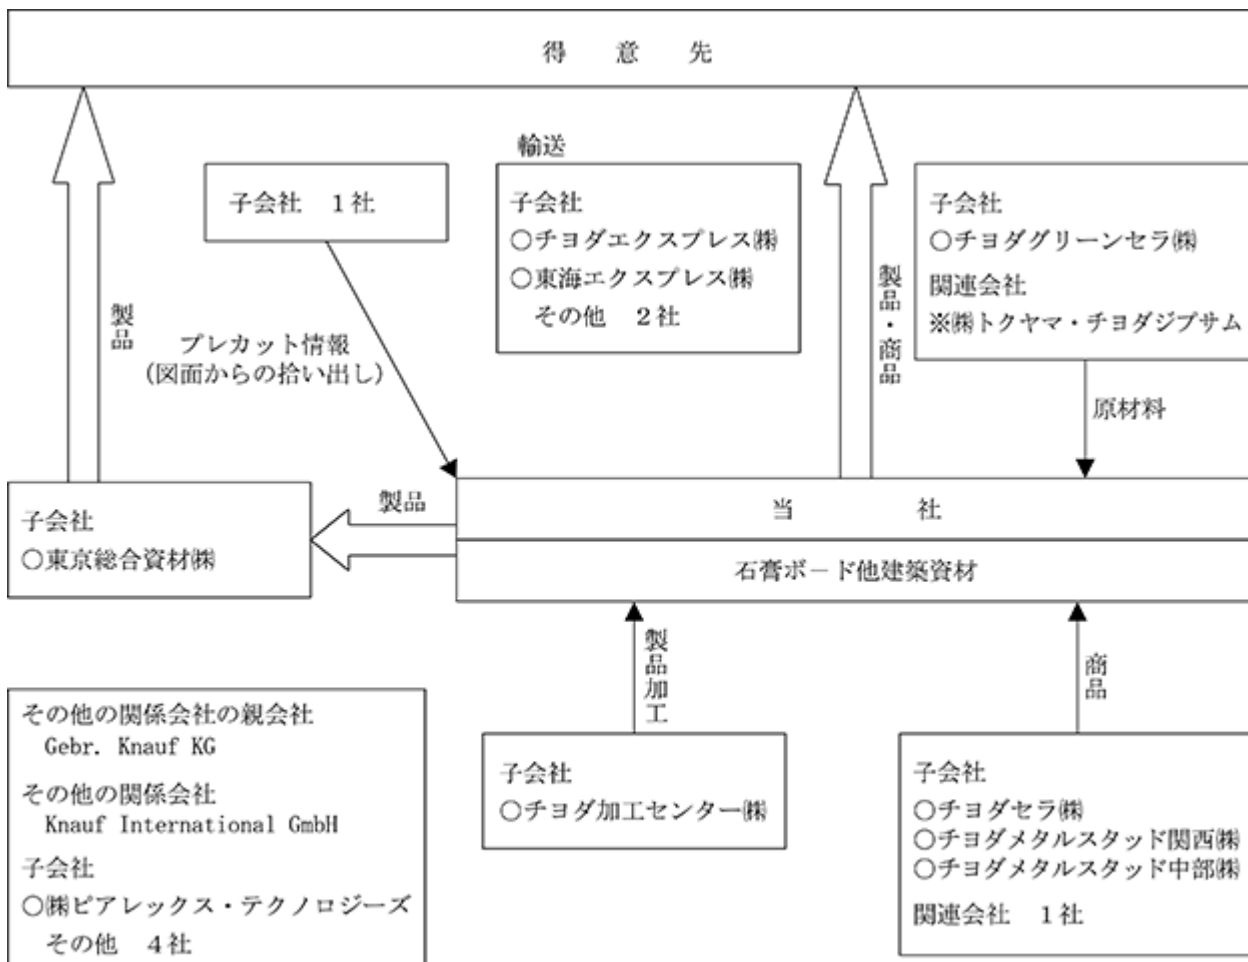 得　意　先
輸送
子会社　１社
子会社
○チヨダエクスプレス㈱
○東海エクスプレス㈱
その他　２社
子会社
○チヨダグリーンセラ㈱
関連会社
※㈱トクヤマ・チヨダジプサム
製品
プレカット情報
(図面からの拾い出し)
製品・商品
原材料
子会社
○東京総合資材㈱
製品
当　社
石膏ボード他建築資材
製品加工
商品
その他の関係会社の親会社
Gebr. Knauf KG
その他の関係会社
Knauf International GmbH
子会社
○㈱ピアレックス・テクノロジーズ
その他　４社
子会社
○チヨダ加工センター㈱
子会社
○チヨダセラ㈱
○チヨダメタルスタッド関西㈱
○チヨダメタルスタッド中部㈱
関連会社　１社